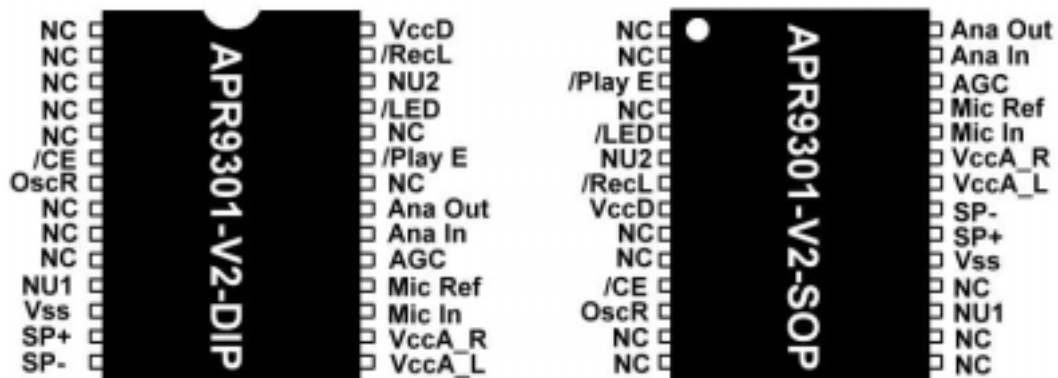 NC VccD
NC /RecL
NC NU2
NC /LED
NC NC
/CE /Play E
OscR NC
NC Ana Out
NC Ana In
NC AGC
NU1 Mic Ref
Vss Mic In
SP+ VccA_R
SP- VccA_L
APR9301-V2-DIP
NC Ana Out
NC Ana In
/Play E AGC
NC Mic Ref
/LED Mic In
NU2 VccA_R
/RecL VccA_L
VccD SP-
NC SP+
NC Vss
/CE NC
OscR NU1
NC NC
NC NC
APR9301-V2-SOP